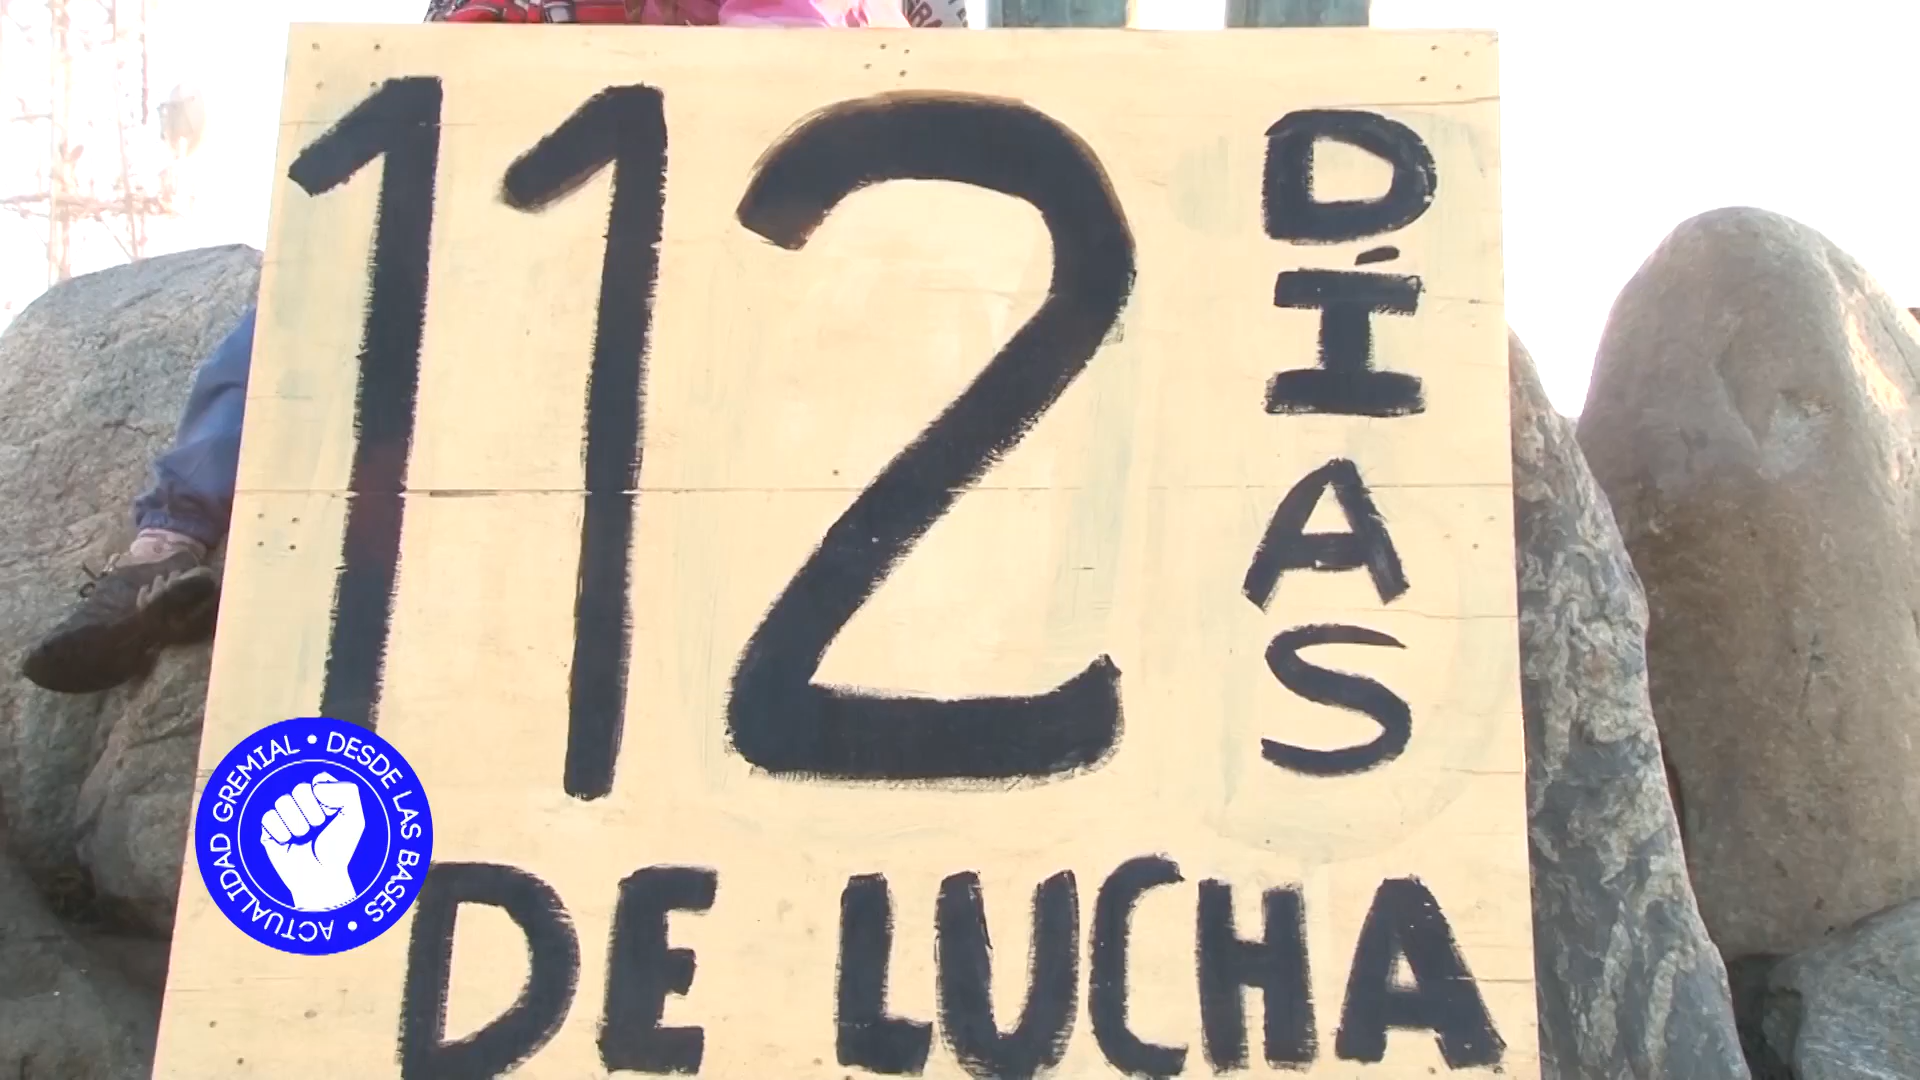 112 DÍAS
DE LUCHA
ACTUALIDAD GREMIAL • DESDE LAS BASES •